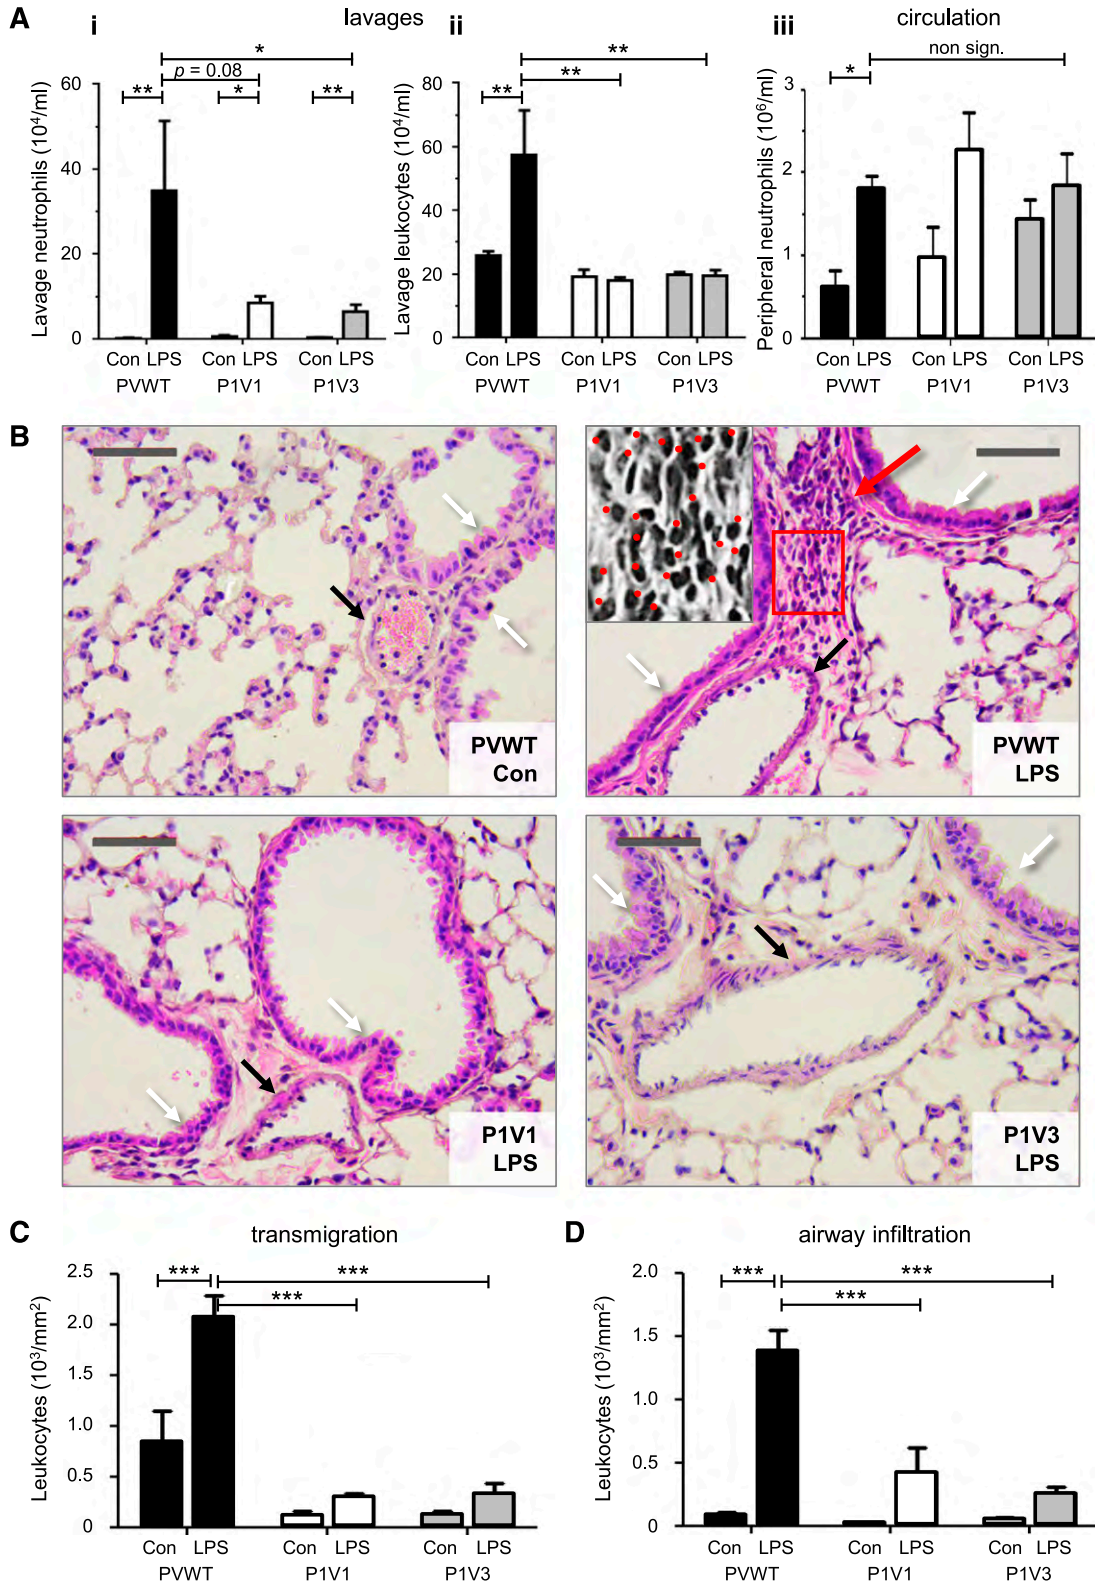 A
lavages
circulation
i
ii
iii
*
p = 0.08
**
*
**
60
40
20
0
Lavage neutrophils (10⁴/ml)
Con LPS Con LPS Con LPS
PVWT P1V1 P1V3
**
**
**
80
60
40
20
0
Lavage leukocytes (10⁴/ml)
Con LPS Con LPS Con LPS
PVWT P1V1 P1V3
non sign.
*
3
2
1
0
Peripheral neutrophils (10⁶/ml)
Con LPS Con LPS Con LPS
PVWT P1V1 P1V3
B
PVWT
Con
PVWT
LPS
P1V1
LPS
P1V3
LPS
C
transmigration
***
***
***
2.5
2.0
1.5
1.0
0.5
0
Leukocytes (10³/mm²)
Con LPS Con LPS Con LPS
PVWT P1V1 P1V3
D
airway infiltration
***
***
***
2.0
1.5
1.0
0.5
0
Leukocytes (10³/mm²)
Con LPS Con LPS Con LPS
PVWT P1V1 P1V3